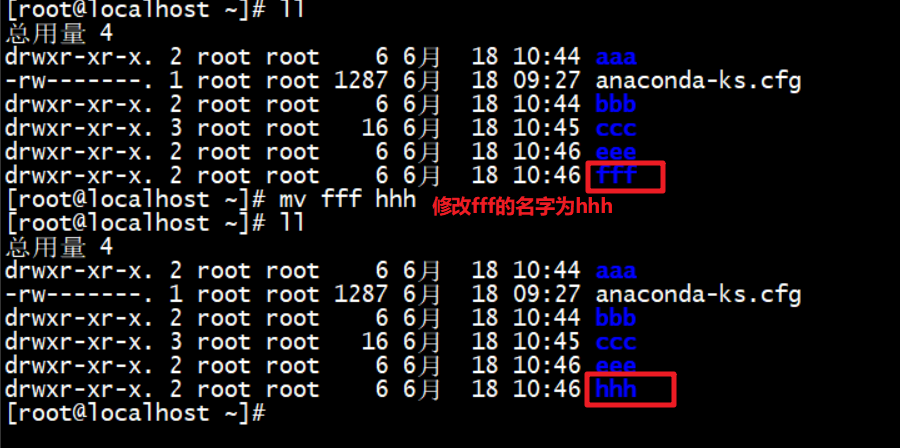 [root@localhost ~]# ll
总用量 4
drwxr-xr-x. 2 root root    6 6月  18 10:44 aaa
-rw-------. 1 root root 1287 6月  18 09:27 anaconda-ks.cfg
drwxr-xr-x. 2 root root    6 6月  18 10:44 bbb
drwxr-xr-x. 3 root root   16 6月  18 10:45 ccc
drwxr-xr-x. 2 root root    6 6月  18 10:46 eee
drwxr-xr-x. 2 root root    6 6月  18 10:46 fff
[root@localhost ~]# mv fff hhh 修改fff的名字为hhh
[root@localhost ~]# ll
总用量 4
drwxr-xr-x. 2 root root    6 6月  18 10:44 aaa
-rw-------. 1 root root 1287 6月  18 09:27 anaconda-ks.cfg
drwxr-xr-x. 2 root root    6 6月  18 10:44 bbb
drwxr-xr-x. 3 root root   16 6月  18 10:45 ccc
drwxr-xr-x. 2 root root    6 6月  18 10:46 eee
drwxr-xr-x. 2 root root    6 6月  18 10:46 hhh
[root@localhost ~]#